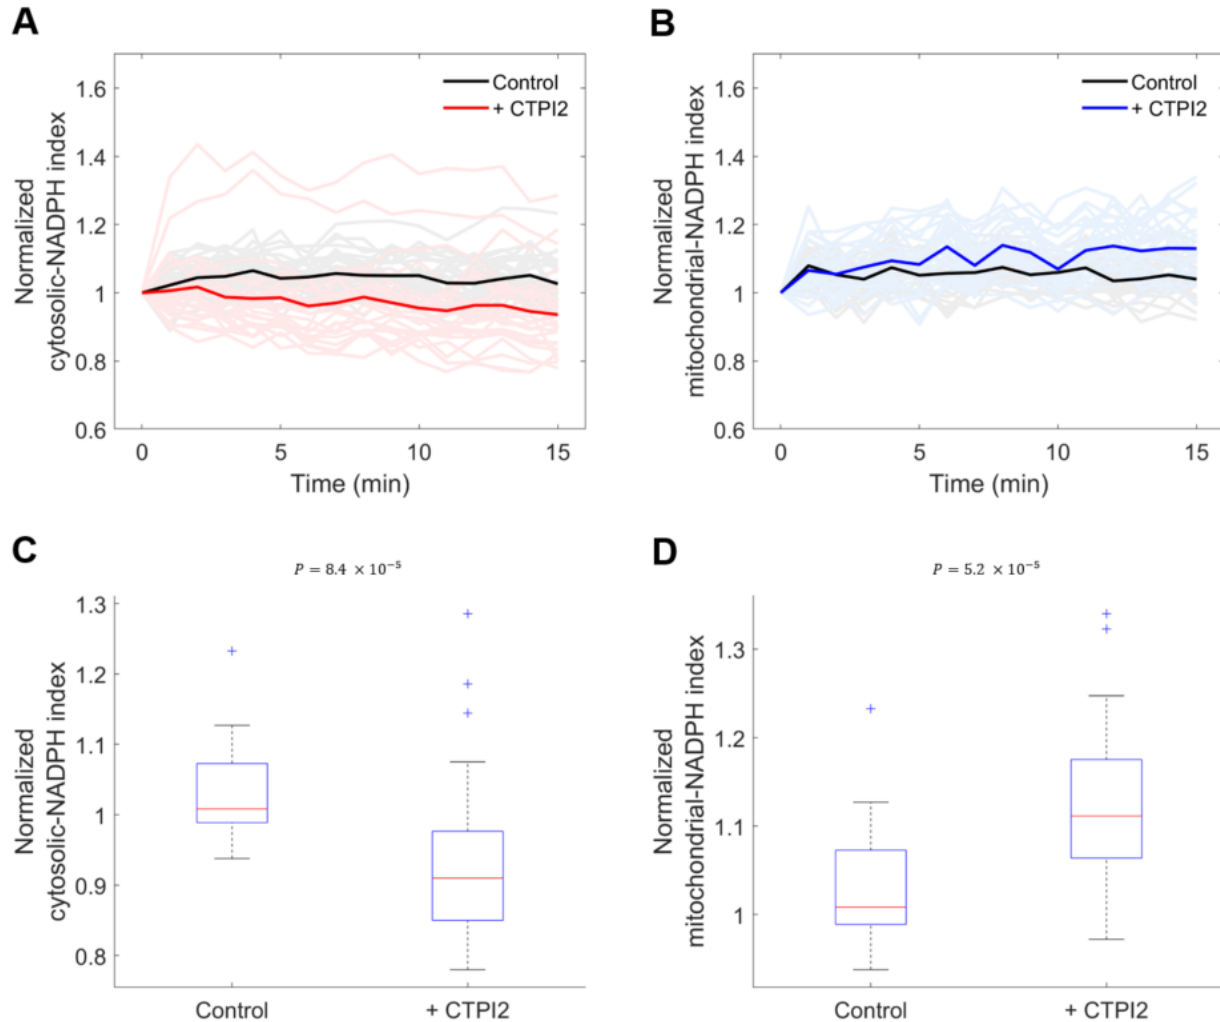 A
Normalized
cytosolic-NADPH index
1.6
1.4
1.2
1
0.8
0.6
Control
+ CTPI2
0
5
10
15
Time (min)
B
Normalized
mitochondrial-NADPH index
1.6
1.4
1.2
1
0.8
0.6
Control
+ CTPI2
0
5
10
15
Time (min)
C
P = 8.4 × 10⁻⁵
Normalized
cytosolic-NADPH index
1.3
1.2
1.1
1
0.9
0.8
Control
+ CTPI2
D
P = 5.2 × 10⁻⁵
Normalized
mitochondrial-NADPH index
1.3
1.2
1.1
1
Control
+ CTPI2